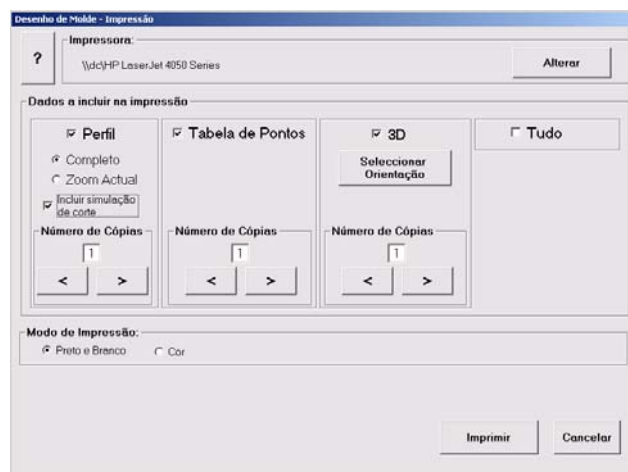 Desenho de Molde - Impressão
?
Impressora:
\\dc\HP LaserJet 4050 Series
Alterar
Dados a incluir na impressão
Perfil
Completo
Zoom Actual
Incluir simulação
de corte
Número de Cópias
1
< >
Tabela de Pontos
Número de Cópias
1
< >
3D
Seleccionar
Orientação
Número de Cópias
1
< >
Tudo
Modo de Impressão:
Preto e Branco Cor
Imprimir Cancelar